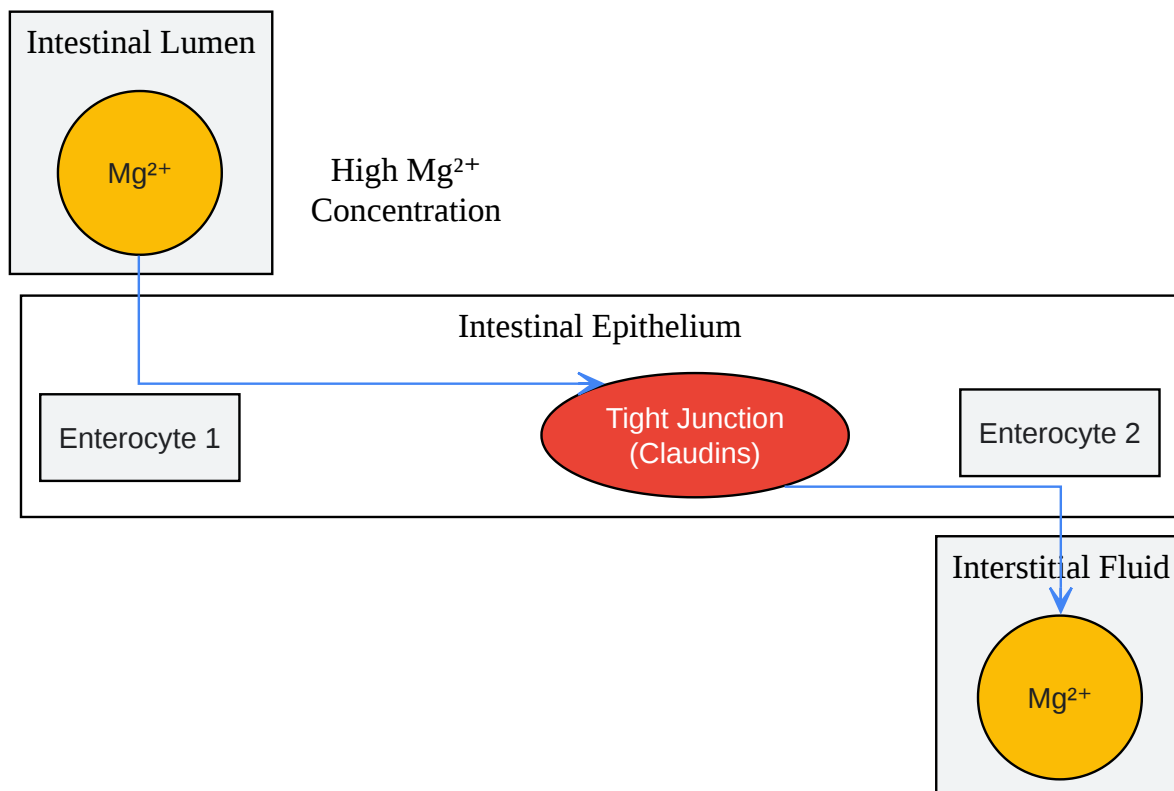 Intestinal Lumen
Mg²⁺
High Mg²⁺
Concentration
Intestinal Epithelium
Enterocyte 1
Tight Junction
(Claudins)
Enterocyte 2
Interstitial Fluid
Mg²⁺